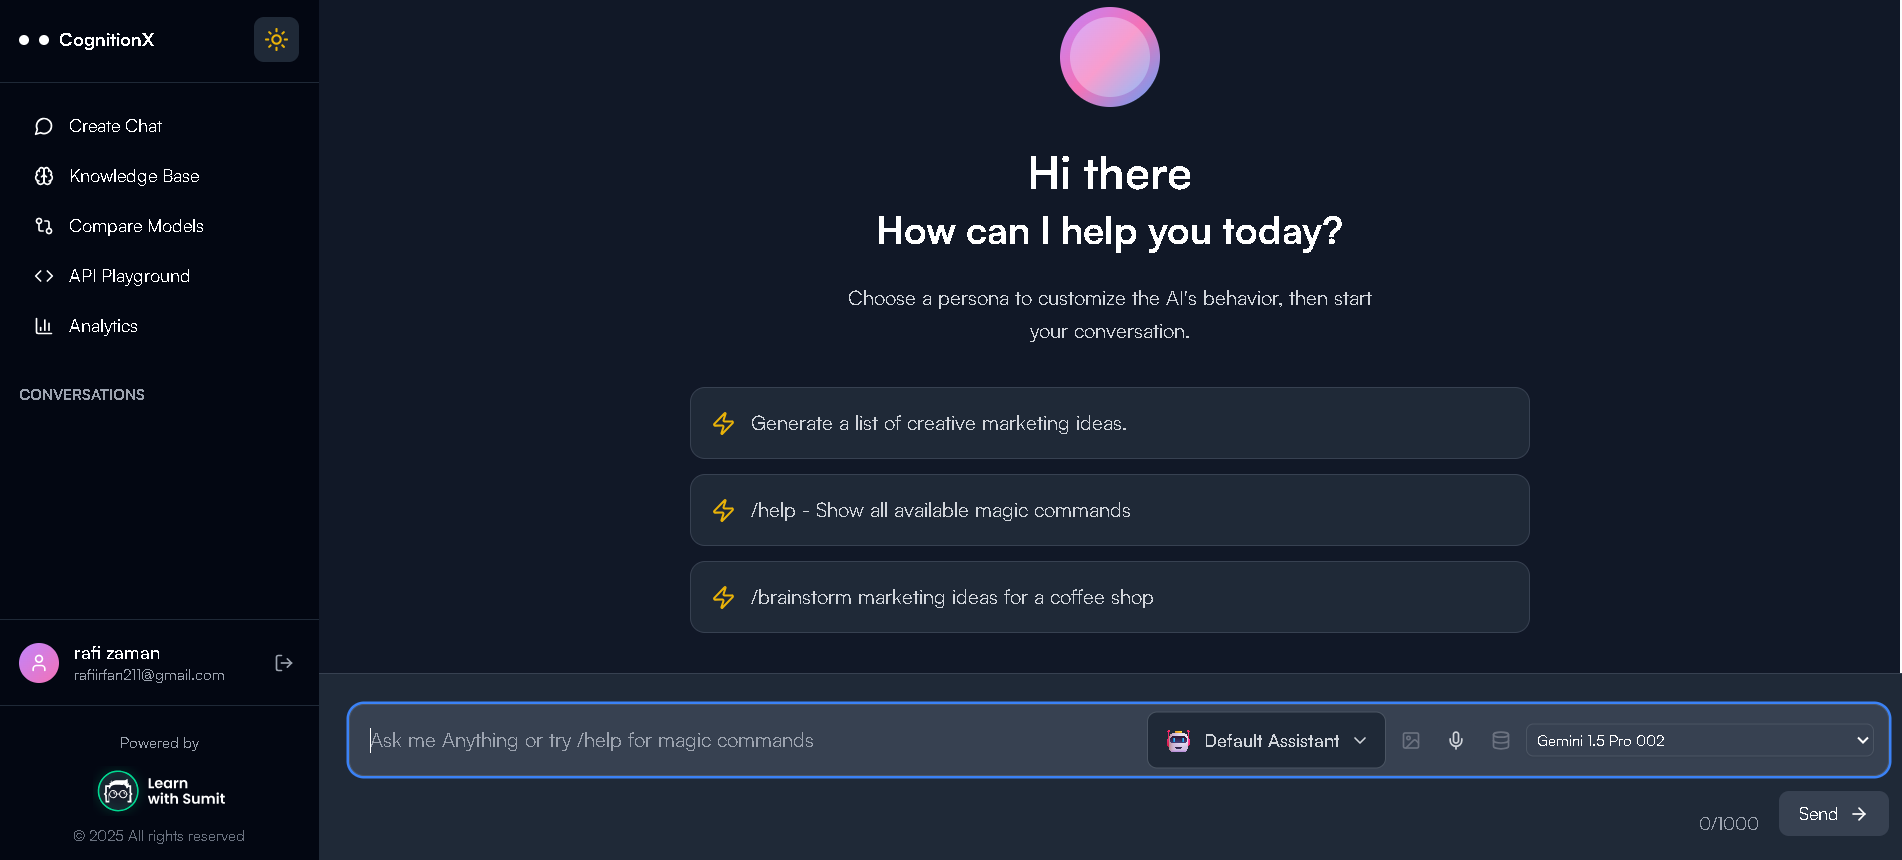 CognitionX
Create Chat
Knowledge Base
Compare Models
API Playground
Analytics
CONVERSATIONS
rafi zaman
rafiirfan211@gmail.com
Powered by
Learn
with Sumit
© 2025 All rights reserved
Hi there
How can I help you today?
Choose a persona to customize the AI's behavior, then start
your conversation.
Generate a list of creative marketing ideas.
/help - Show all available magic commands
/brainstorm marketing ideas for a coffee shop
Ask me Anything or try /help for magic commands
Default Assistant
Gemini 1.5 Pro 002
0/1000
Send